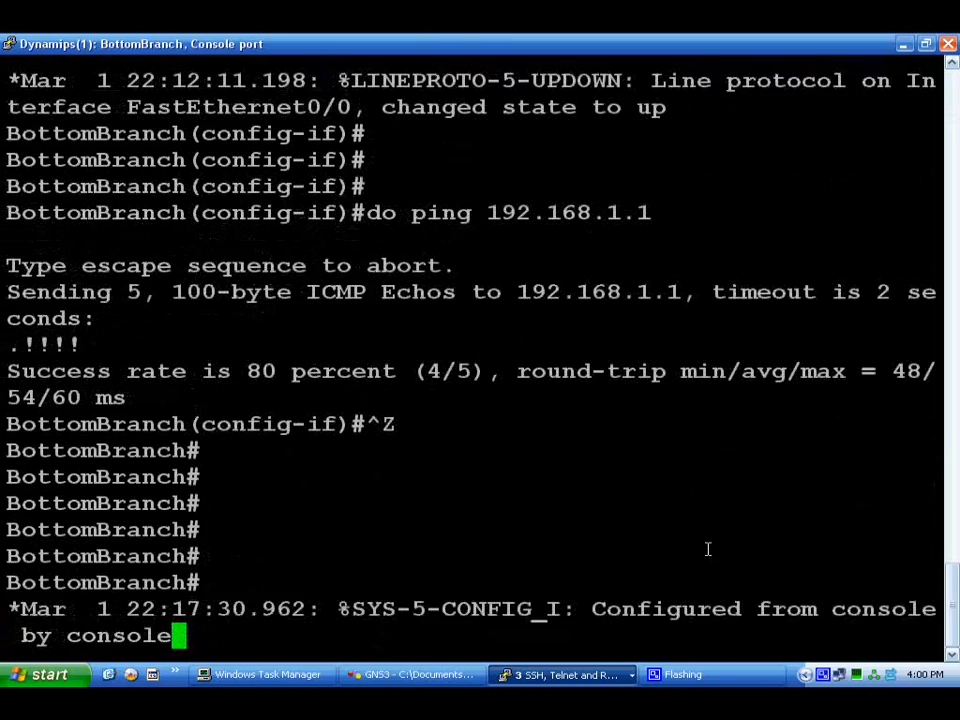 Dynamips(1): BottomBranch, Console port
*Mar  1 22:12:11.198: %LINEPROTO-5-UPDOWN: Line protocol on In
terface FastEthernet0/0, changed state to up
BottomBranch(config-if)#
BottomBranch(config-if)#
BottomBranch(config-if)#
BottomBranch(config-if)#do ping 192.168.1.1
Type escape sequence to abort.
Sending 5, 100-byte ICMP Echos to 192.168.1.1, timeout is 2 se
conds:
.!!!!
Success rate is 80 percent (4/5), round-trip min/avg/max = 48/
54/60 ms
BottomBranch(config-if)#^Z
BottomBranch#
BottomBranch#
BottomBranch#
BottomBranch#
BottomBranch#
BottomBranch#
*Mar  1 22:17:30.962: %SYS-5-CONFIG_I: Configured from console
 by console
start » Windows Task Manager GNS3 - C:\Documents... 3 SSH, Telnet and R... Flashing 4:00 PM